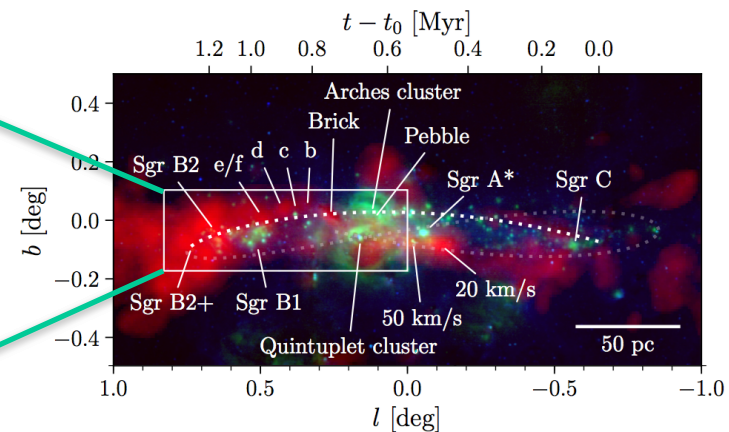 t − t₀ [Myr]
1.2 1.0 0.8 0.6 0.4 0.2 0.0
Arches cluster
Brick
Pebble
Sgr B2 e/f d c b
Sgr A*
Sgr C
0.4
0.2
0.0
−0.2
−0.4
b [deg]
Sgr B2+ Sgr B1
20 km/s
50 km/s
Quintuplet cluster
50 pc
1.0 0.5 0.0 −0.5 −1.0
l [deg]